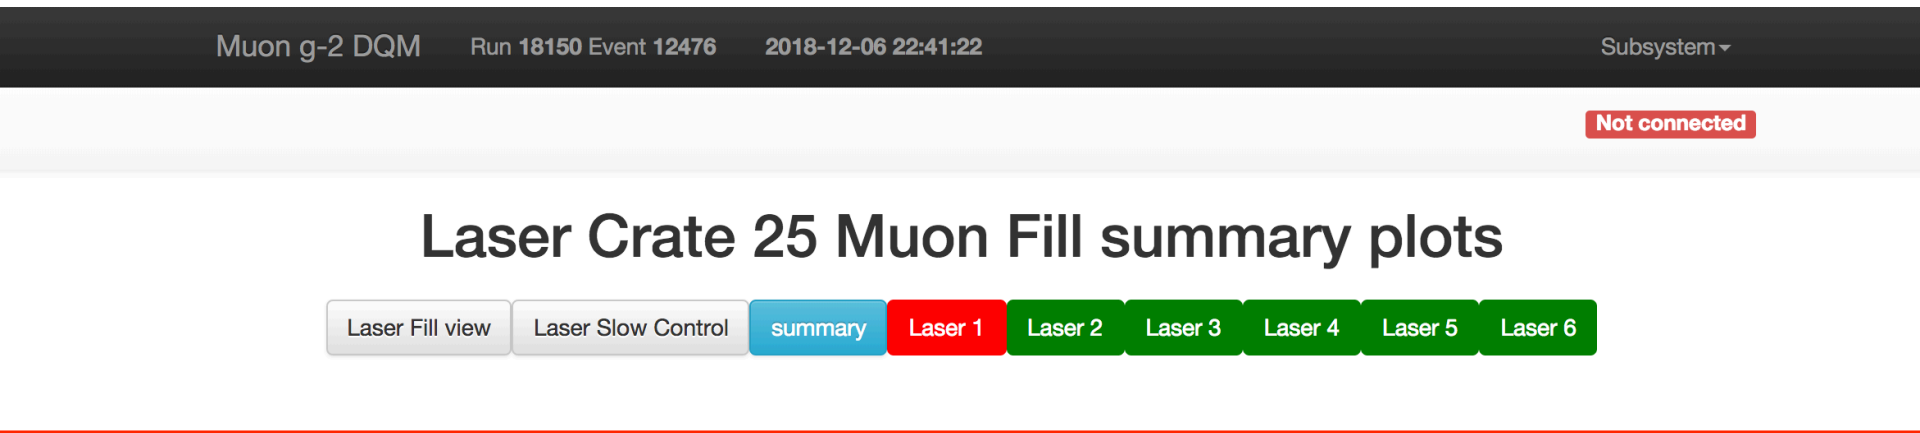 Muon g-2 DQM Run 18150 Event 12476 2018-12-06 22:41:22 Subsystem
Not connected
Laser Crate 25 Muon Fill summary plots
Laser Fill view Laser Slow Control summary Laser 1 Laser 2 Laser 3 Laser 4 Laser 5 Laser 6